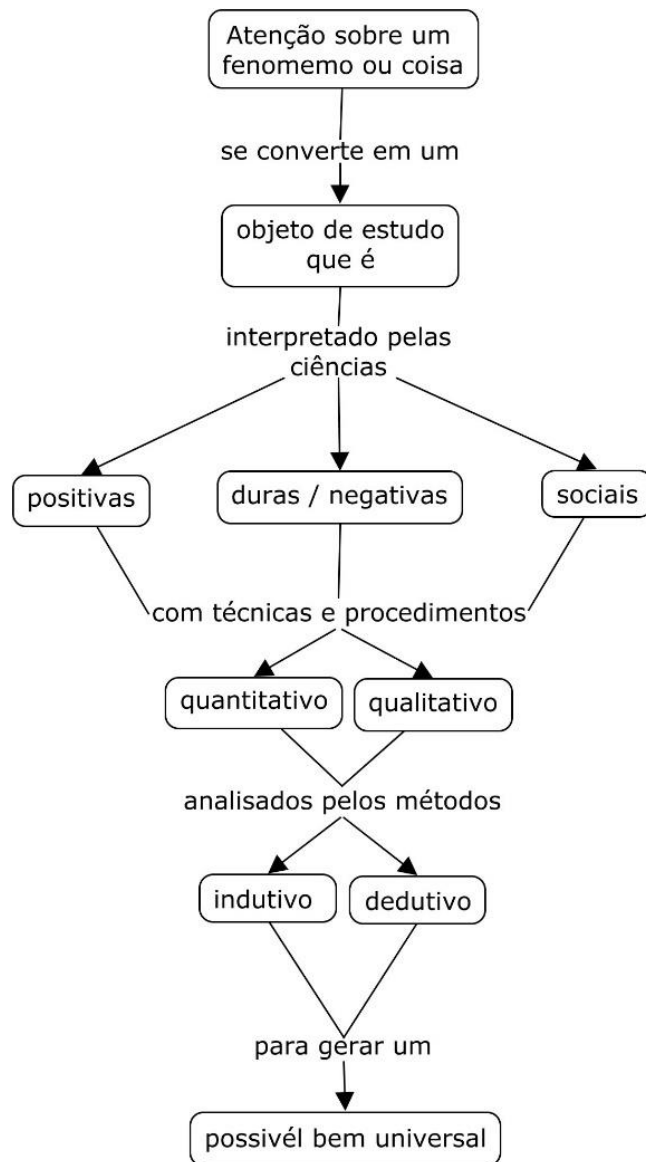 Atenção sobre um
fenomemo ou coisa
se converte em um
objeto de estudo
que é
interpretado pelas
ciências
positivas
duras / negativas
sociais
com técnicas e procedimentos
quantitativo
qualitativo
analisados pelos métodos
indutivo
dedutivo
para gerar um
possivél bem universal